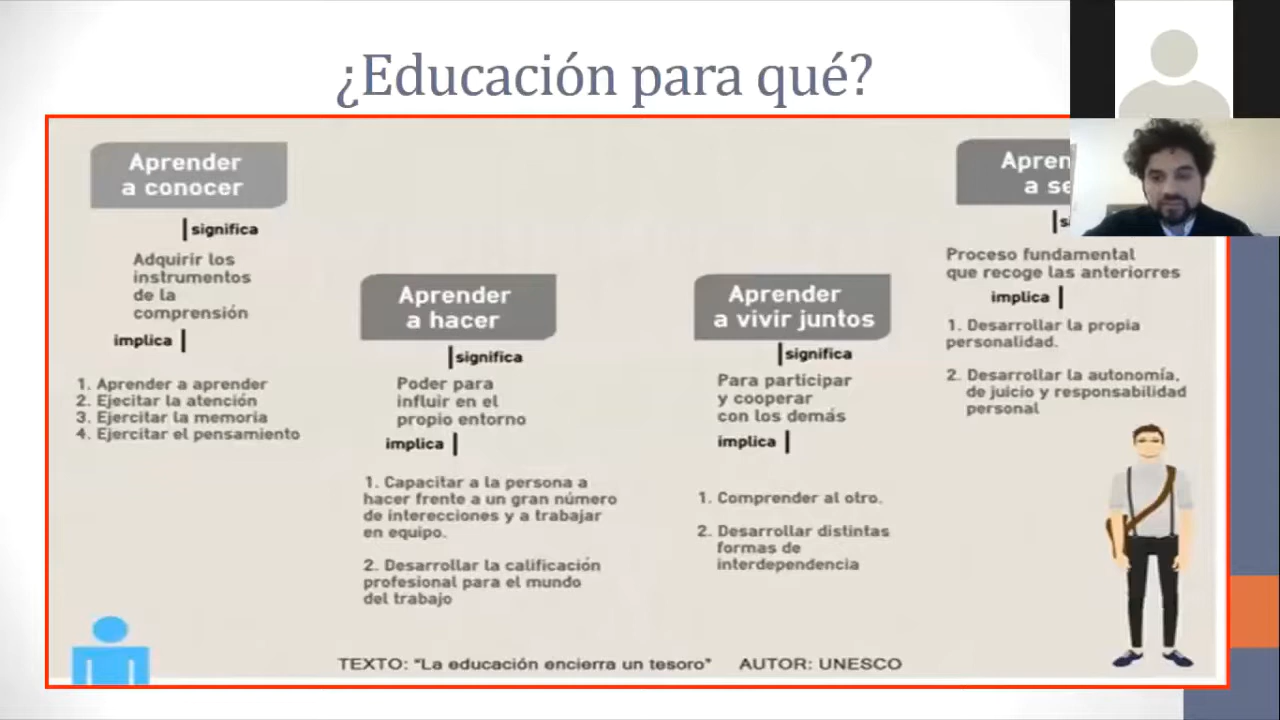 ¿Educación para qué?
Aprender
a conocer
significa
Adquirir los
instrumentos
de la
comprensión
implica
1. Aprender a aprender
2. Ejecitar la atención
3. Ejercitar la memoria
4. Ejercitar el pensamiento
Aprender
a hacer
significa
Poder para
influir en el
propio entorno
implica
1. Capacitar a la persona a
hacer frente a un gran número
de interecciones y a trabajar
en equipo.
2. Desarrollar la calificación
profesional para el mundo
del trabajo
Aprender
a vivir juntos
significa
Para participar
y cooperar
con los demás
implica
1. Comprender al otro.
2. Desarrollar distintas
formas de
interdependencia
Apren
a se
Proceso fundamental
que recoge las anteriorres
implica
1. Desarrollar la propia
personalidad.
2. Desarrollar la autonomía,
de juicio y responsabilidad
personal
TEXTO: “La educación encierra un tesoro” AUTOR: UNESCO